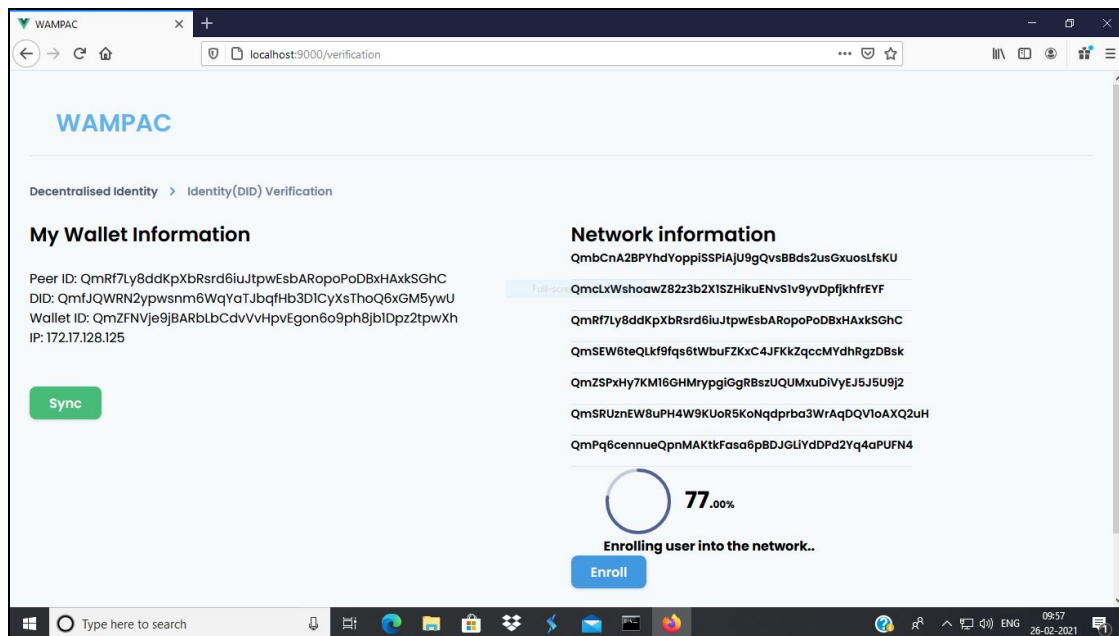 WAMPAC
localhost:9000/verification
WAMPAC
Decentralised Identity > Identity(DID) Verification
My Wallet Information
Peer ID: QmRf7Ly8ddKpXbRsrd6iuJtpwEsbARopoPoDBxHAxkSGhC
DID: QmfJQWRN2ypwsnm6WqYaTJbqfHb3D1CyXsThoQ6xGM5ywU
Wallet ID: QmZFNVje9jBARbLbCdvVvHpvEgon6o9ph8jb1Dpz2tpwXh
IP: 172.17.128.125
Sync
Network information
QmbCnA2BPYhdYoppiSSPiAjU9gQvsBBds2usGxuosLfsKU
QmcLxWshoawZ82z3b2X1SZHikuENvS1v9yvDpfjkhfrEYF
QmRf7Ly8ddKpXbRsrd6iuJtpwEsbARopoPoDBxHAxkSGhC
QmSEW6teQLkf9fqs6tWbuFZKxC4JFKkZqccMYdhRgzDBsk
QmZSPxHy7KM16GHMrypgiGgRBszUQUMxuDiVyEJ5J5U9j2
QmSRUznEW8uPH4W9KUoR5KoNqdprba3WrAqDQV1oAXQ2uH
QmPq6cennueQpnMAKtkFasa6pBDJGLiYdDPd2Yq4aPUFN4
77.00%
Enrolling user into the network..
Enroll
Type here to search
ENG
09:57
26-02-2021